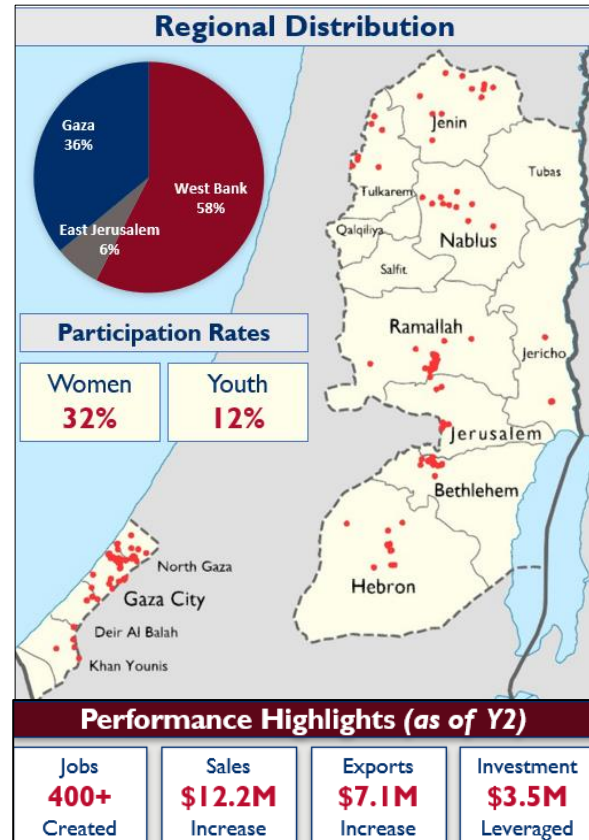 Regional Distribution
Gaza
36%
West Bank
58%
East Jerusalem
6%
Participation Rates
Women
32%
Youth
12%
Jenin
Tubas
Tulkarem
Qalqiliya
Nablus
Salfit
Ramallah
Jericho
Jerusalem
Bethlehem
Hebron
North Gaza
Gaza City
Deir Al Balah
Khan Younis
Performance Highlights (as of Y2)
Jobs
400+
Created
Sales
$12.2M
Increase
Exports
$7.1M
Increase
Investment
$3.5M
Leveraged